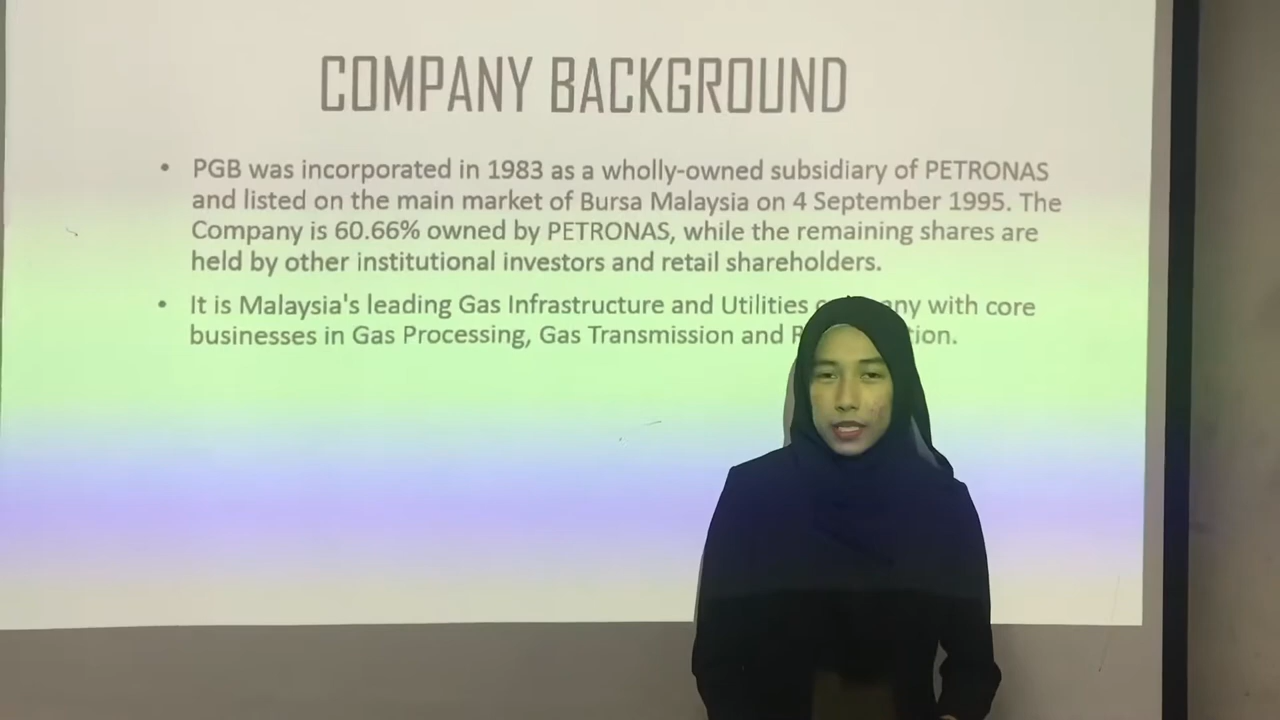 COMPANY BACKGROUND
• PGB was incorporated in 1983 as a wholly-owned subsidiary of PETRONAS
and listed on the main market of Bursa Malaysia on 4 September 1995. The
Company is 60.66% owned by PETRONAS, while the remaining shares are
held by other institutional investors and retail shareholders.
• It is Malaysia's leading Gas Infrastructure and Utilities with core
businesses in Gas Processing, Gas Transmission and